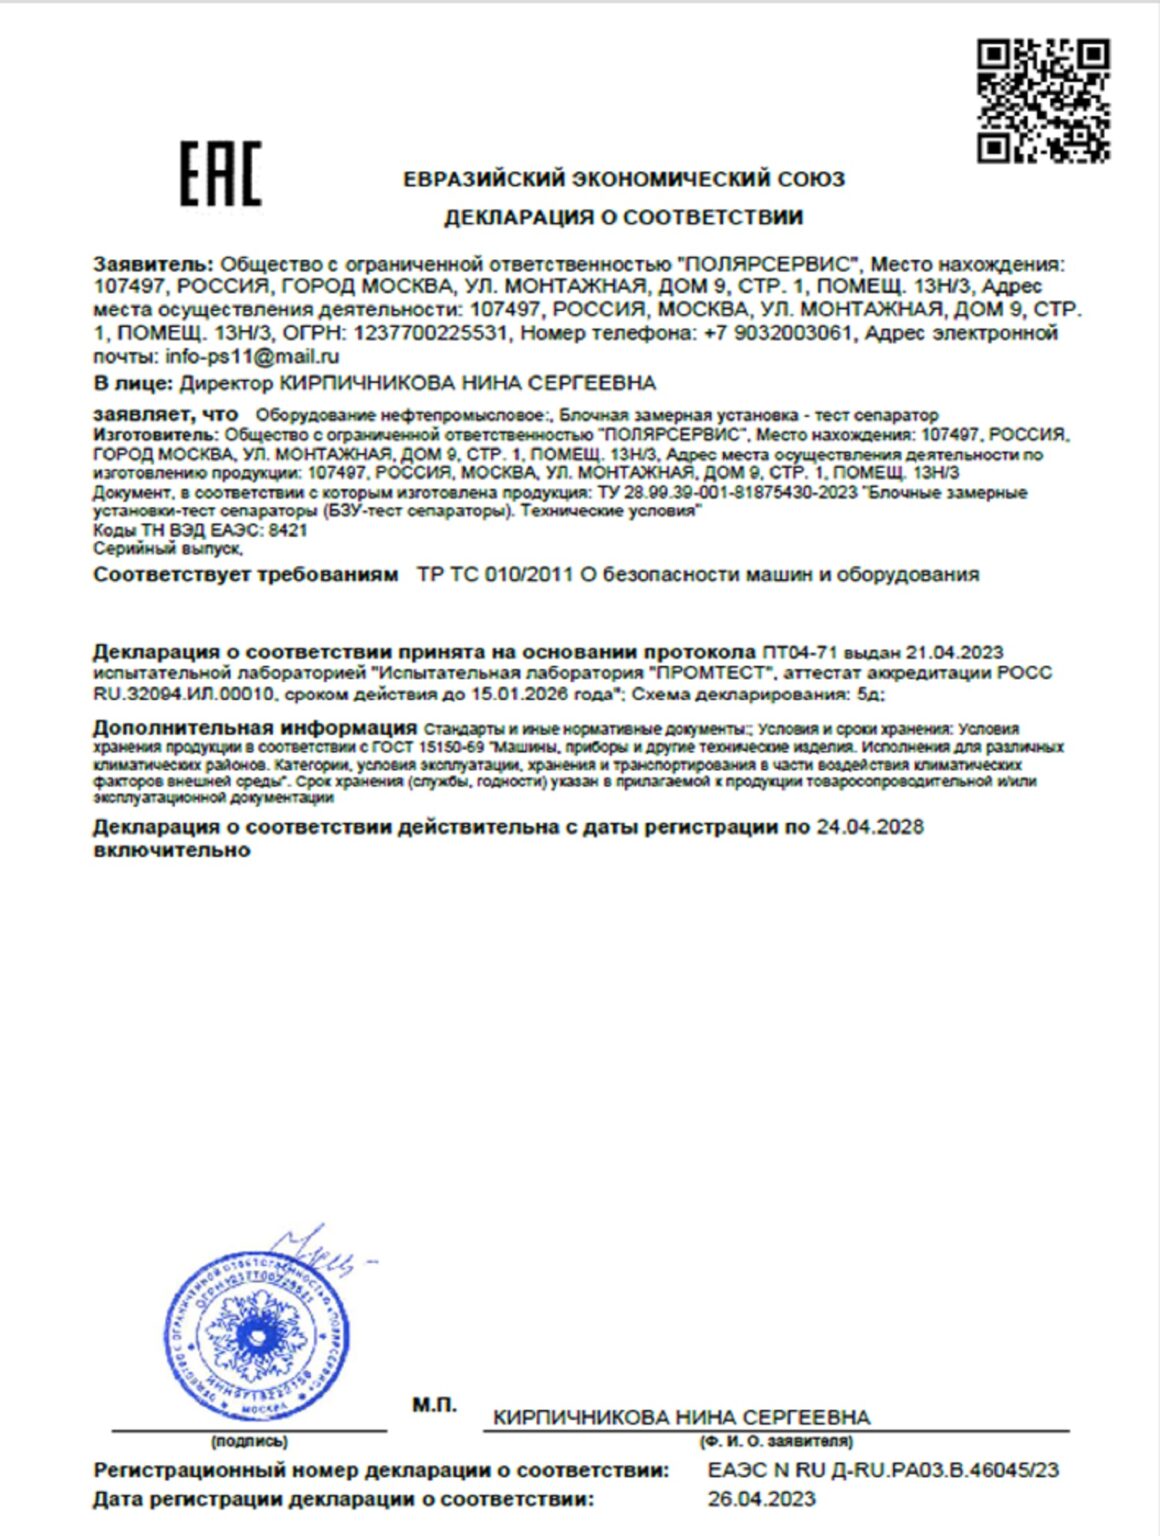 ЕАС
ЕВРАЗИЙСКИЙ ЭКОНОМИЧЕСКИЙ СОЮЗ
ДЕКЛАРАЦИЯ О СООТВЕТСТВИИ
Заявитель: Общество с ограниченной ответственностью "ПОЛЯРСЕРВИС", Место нахождения:
107497, РОССИЯ, ГОРОД МОСКВА, УЛ. МОНТАЖНАЯ, ДОМ 9, СТР. 1, ПОМЕЩ. 13Н/3, Адрес
места осуществления деятельности: 107497, РОССИЯ, МОСКВА, УЛ. МОНТАЖНАЯ, ДОМ 9, СТР.
1, ПОМЕЩ. 13Н/3, ОГРН: 1237700225531, Номер телефона: +7 9032003061, Адрес электронной
почты: info-ps11@mail.ru
В лице: Директор КИРПИЧНИКОВА НИНА СЕРГЕЕВНА
заявляет, что Оборудование нефтепромысловое:, Блочная замерная установка - тест сепаратор
Изготовитель: Общество с ограниченной ответственностью "ПОЛЯРСЕРВИС", Место нахождения: 107497, РОССИЯ,
ГОРОД МОСКВА, УЛ. МОНТАЖНАЯ, ДОМ 9, СТР. 1, ПОМЕЩ. 13Н/3, Адрес места осуществления деятельности по
изготовлению продукции: 107497, РОССИЯ, МОСКВА, УЛ. МОНТАЖНАЯ, ДОМ 9, СТР. 1, ПОМЕЩ. 13Н/3
Документ, в соответствии с которым изготовлена продукция: ТУ 28.99.39-001-81875430-2023 "Блочные замерные
установки-тест сепараторы (БЗУ-тест сепараторы). Технические условия"
Коды ТН ВЭД ЕАЭС: 8421
Серийный выпуск,
Соответствует требованиям ТР ТС 010/2011 О безопасности машин и оборудования
Декларация о соответствии принята на основании протокола ПТ04-71 выдан 21.04.2023
испытательной лабораторией "Испытательная лаборатория "ПРОМТЕСТ", аттестат аккредитации РОСС
RU.32094.ИЛ.00010, сроком действия до 15.01.2026 года"; Схема декларирования: 5д;
Дополнительная информация Стандарты и иные нормативные документы:; Условия и сроки хранения: Условия
хранения продукции в соответствии с ГОСТ 15150-69 "Машины, приборы и другие технические изделия. Исполнения для различных
климатических районов. Категории, условия эксплуатации, хранения и транспортирования в части воздействия климатических
факторов внешней среды". Срок хранения (службы, годности) указан в прилагаемой к продукции товаросопроводительной и/или
эксплуатационной документации
Декларация о соответствии действительна с даты регистрации по 24.04.2028
включительно
ОБЩЕСТВО С ОГРАНИЧЕННОЙ ОТВЕТСТВЕННОСТЬЮ "ПОЛЯРСЕРВИС"
МОСКВА
М.П.
КИРПИЧНИКОВА НИНА СЕРГЕЕВНА
(подпись)
(Ф. И. О. заявителя)
Регистрационный номер декларации о соответствии: ЕАЭС N RU Д-RU.РА03.В.46045/23
Дата регистрации декларации о соответствии: 26.04.2023